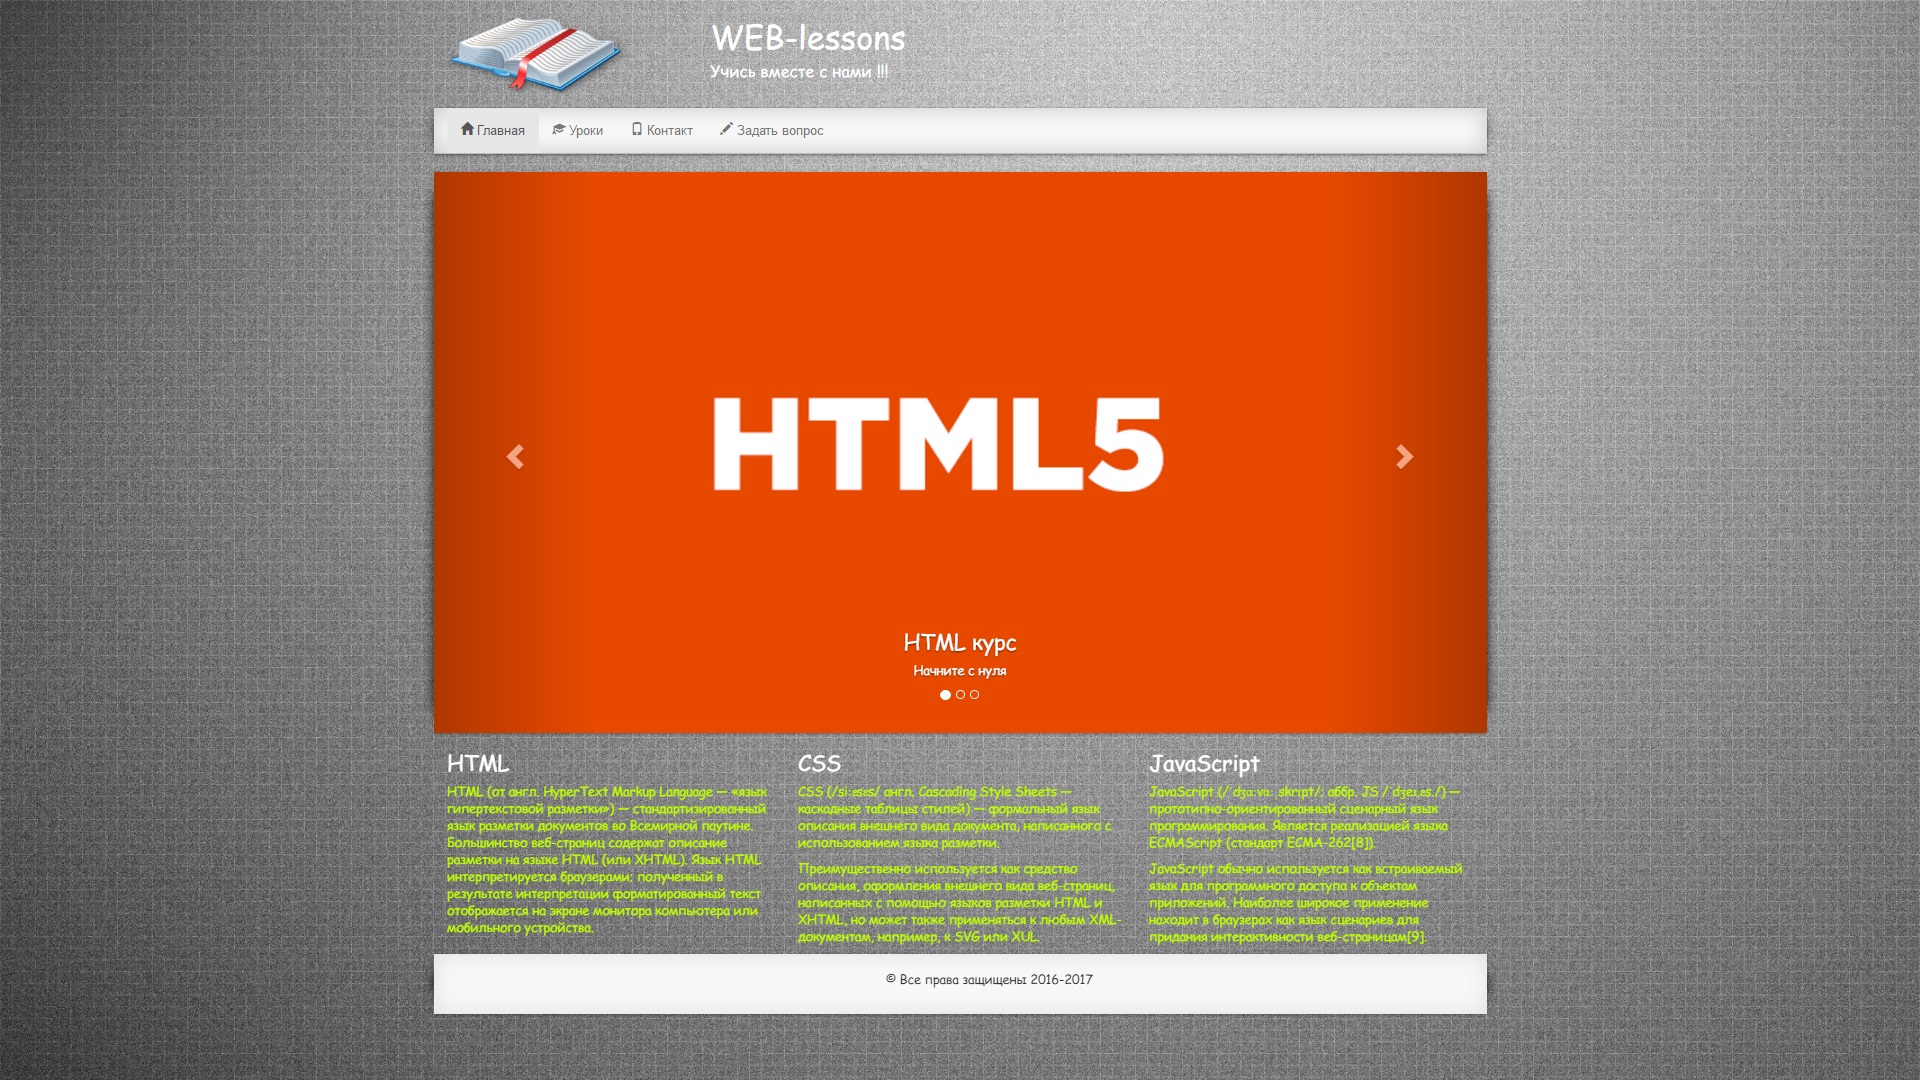 WEB-lessons
Учись вместе с нами !!!
Главная Уроки Контакт Задать вопрос
HTML5
HTML курс
Начните с нуля
HTML
HTML (от англ. HyperText Markup Language — «язык
гипертекстовой разметки») — стандартизированный
язык разметки документов во Всемирной паутине.
Большинство веб-страниц содержат описание
разметки на языке HTML (или XHTML). Язык HTML
интерпретируется браузерами; полученный в
результате интерпретации форматированный текст
отображается на экране монитора компьютера или
мобильного устройства.
CSS
CSS (/siːɛsɛs/ англ. Cascading Style Sheets —
каскадные таблицы стилей) — формальный язык
описания внешнего вида документа, написанного с
использованием языка разметки.
Преимущественно используется как средство
описания, оформления внешнего вида веб-страниц,
написанных с помощью языков разметки HTML и
XHTML, но может также применяться к любым XML-
документам, например, к SVG или XUL.
JavaScript
JavaScript (/ˈdʒɑːvɑːˌskrɪpt/; аббр. JS /ˈdʒeɪˌɛs./) —
прототипно-ориентированный сценарный язык
программирования. Является реализацией языка
ECMAScript (стандарт ECMA-262[8]).
JavaScript обычно используется как встраиваемый
язык для программного доступа к объектам
приложений. Наиболее широкое применение
находит в браузерах как язык сценариев для
придания интерактивности веб-страницам[9].
© Все права защищены 2016-2017